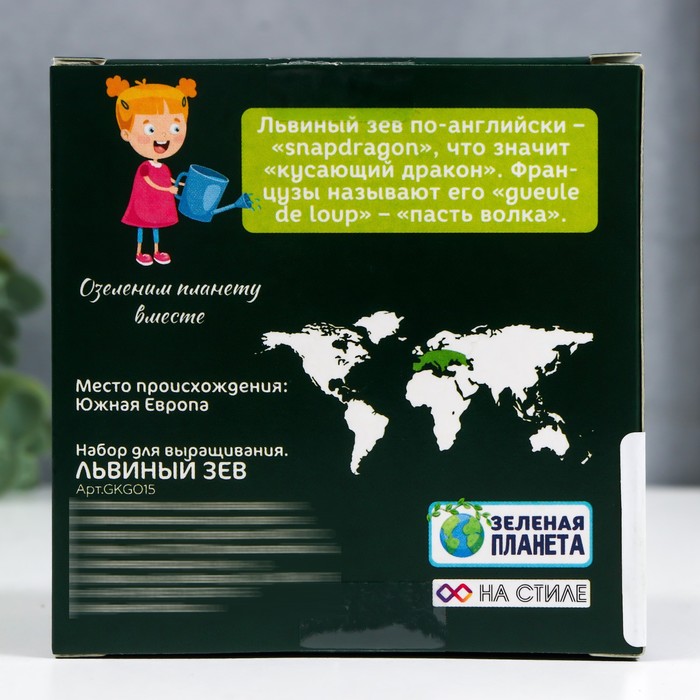 Львиный зев по-английски –
«snapdragon», что значит
«кусающий дракон». Фран-
цузы называют его «gueule
de loup» – «пасть волка».
Озеленим планету
вместе
Место происхождения:
Южная Европа
Набор для выращивания.
ЛЬВИНЫЙ ЗЕВ
Арт.GKGO15
ЗЕЛЕНАЯ
ПЛАНЕТА
НА СТИЛЕ